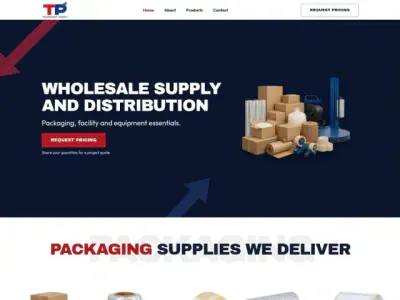 TP
Home About Products Contact
REQUEST PRICING
WHOLESALE SUPPLY
AND DISTRIBUTION
Packaging, facility and equipment essentials.
REQUEST PRICING
Share your quantities for a project quote.
PACKAGING
PACKAGING SUPPLIES WE DELIVER